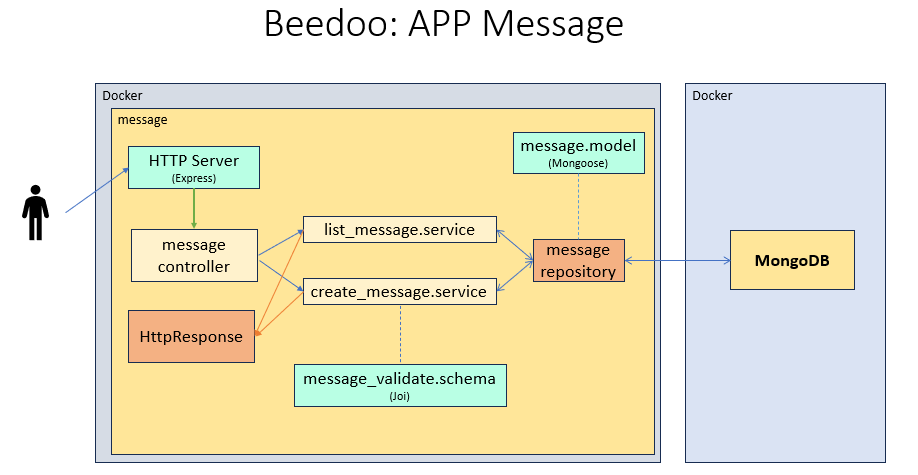 Beedoo: APP Message
Docker
message
HTTP Server
(Express)
message
controller
HttpResponse
list_message.service
create_message.service
message_validate.schema
(Joi)
message.model
(Mongoose)
message
repository
Docker
MongoDB